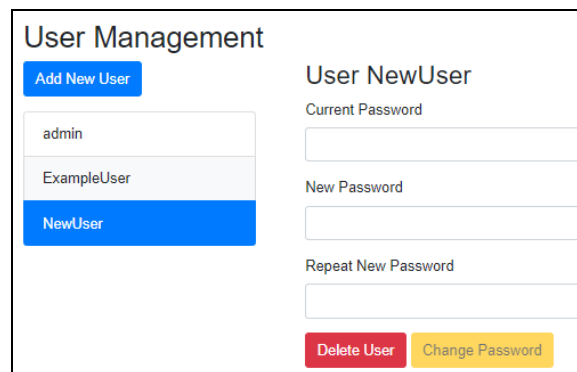 User Management
Add New User
admin
ExampleUser
NewUser
User NewUser
Current Password
New Password
Repeat New Password
Delete User
Change Password